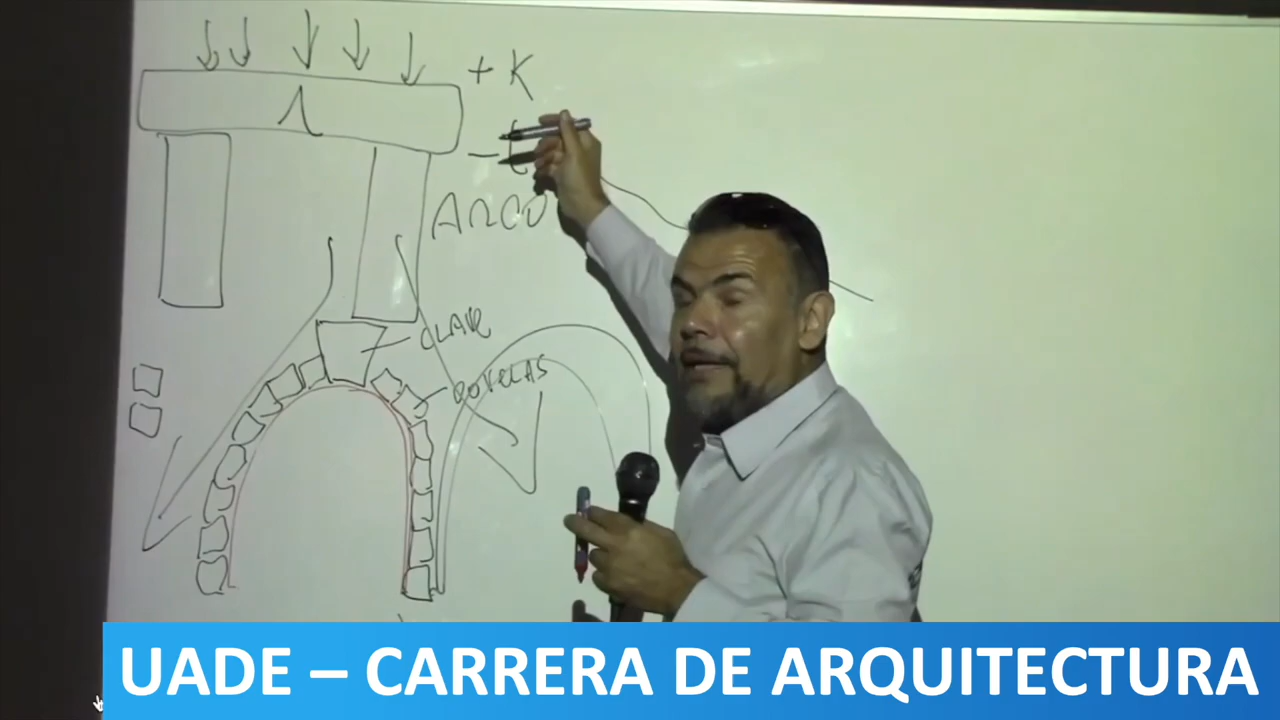 + K
ARCO
CLAVE
DOVELAS
UADE – CARRERA DE ARQUITECTURA